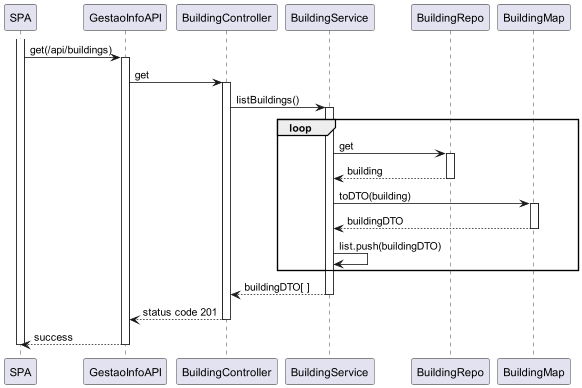 SPA GestaoInfoAPI BuildingController BuildingService BuildingRepo BuildingMap
get(/api/buildings)
get
listBuildings()
loop
get
building
toDTO(building)
buildingDTO
list.push(buildingDTO)
buildingDTO[ ]
status code 201
success
SPA GestaoInfoAPI BuildingController BuildingService BuildingRepo BuildingMap